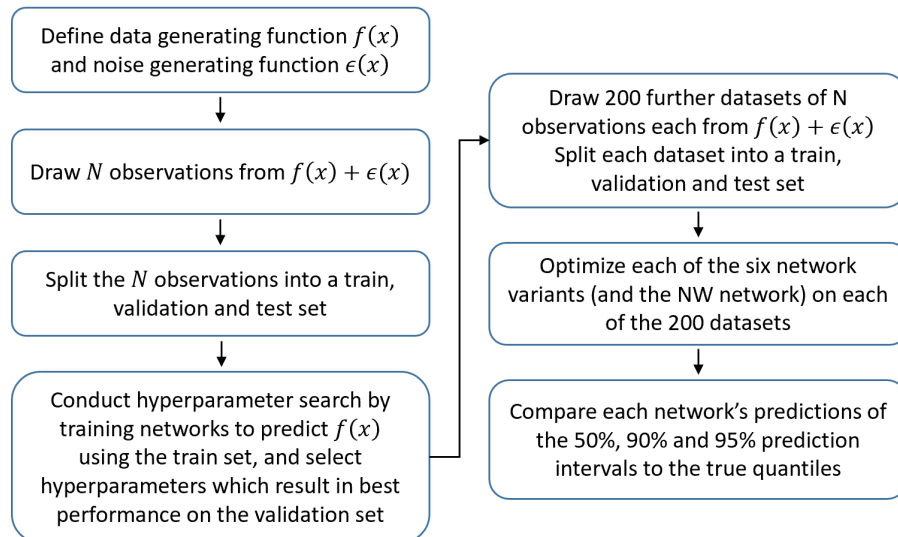 Define data generating function 𝑓(𝑥)
and noise generating function 𝜖(𝑥)
Draw 𝑁 observations from 𝑓(𝑥) + 𝜖(𝑥)
Split the 𝑁 observations into a train,
validation and test set
Conduct hyperparameter search by
training networks to predict 𝑓(𝑥)
using the train set, and select
hyperparameters which result in best
performance on the validation set
Draw 200 further datasets of N
observations each from 𝑓(𝑥) + 𝜖(𝑥)
Split each dataset into a train,
validation and test set
Optimize each of the six network
variants (and the NW network) on each
of the 200 datasets
Compare each network’s predictions of
the 50%, 90% and 95% prediction
intervals to the true quantiles